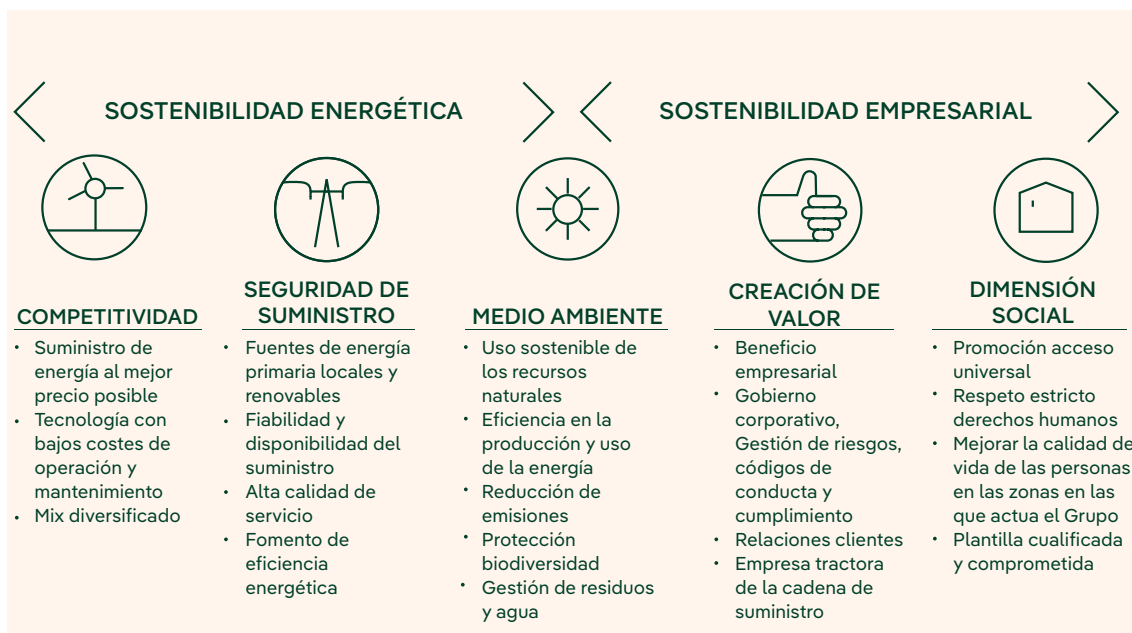 SOSTENIBILIDAD ENERGÉTICA
SOSTENIBILIDAD EMPRESARIAL
COMPETITIVIDAD
• Suministro de
energía al mejor
precio posible
• Tecnología con
bajos costes de
operación y
mantenimiento
• Mix diversificado
SEGURIDAD DE
SUMINISTRO
• Fuentes de energía
primaria locales y
renovables
• Fiabilidad y
disponibilidad del
suministro
• Alta calidad de
servicio
• Fomento de
eficiencia
energética
MEDIO AMBIENTE
• Uso sostenible de
los recursos
naturales
• Eficiencia en la
producción y uso
de la energía
• Reducción de
emisiones
• Protección
biodiversidad
• Gestión de residuos
y agua
CREACIÓN DE
VALOR
• Beneficio
empresarial
• Gobierno
corporativo,
Gestión de riesgos,
códigos de
conducta y
cumplimiento
• Relaciones clientes
• Empresa tractora
de la cadena de
suministro
DIMENSIÓN
SOCIAL
• Promoción acceso
universal
• Respeto estricto
derechos humanos
• Mejorar la calidad de
vida de las personas
en las zonas en las
que actua el Grupo
• Plantilla cualificada
y comprometida